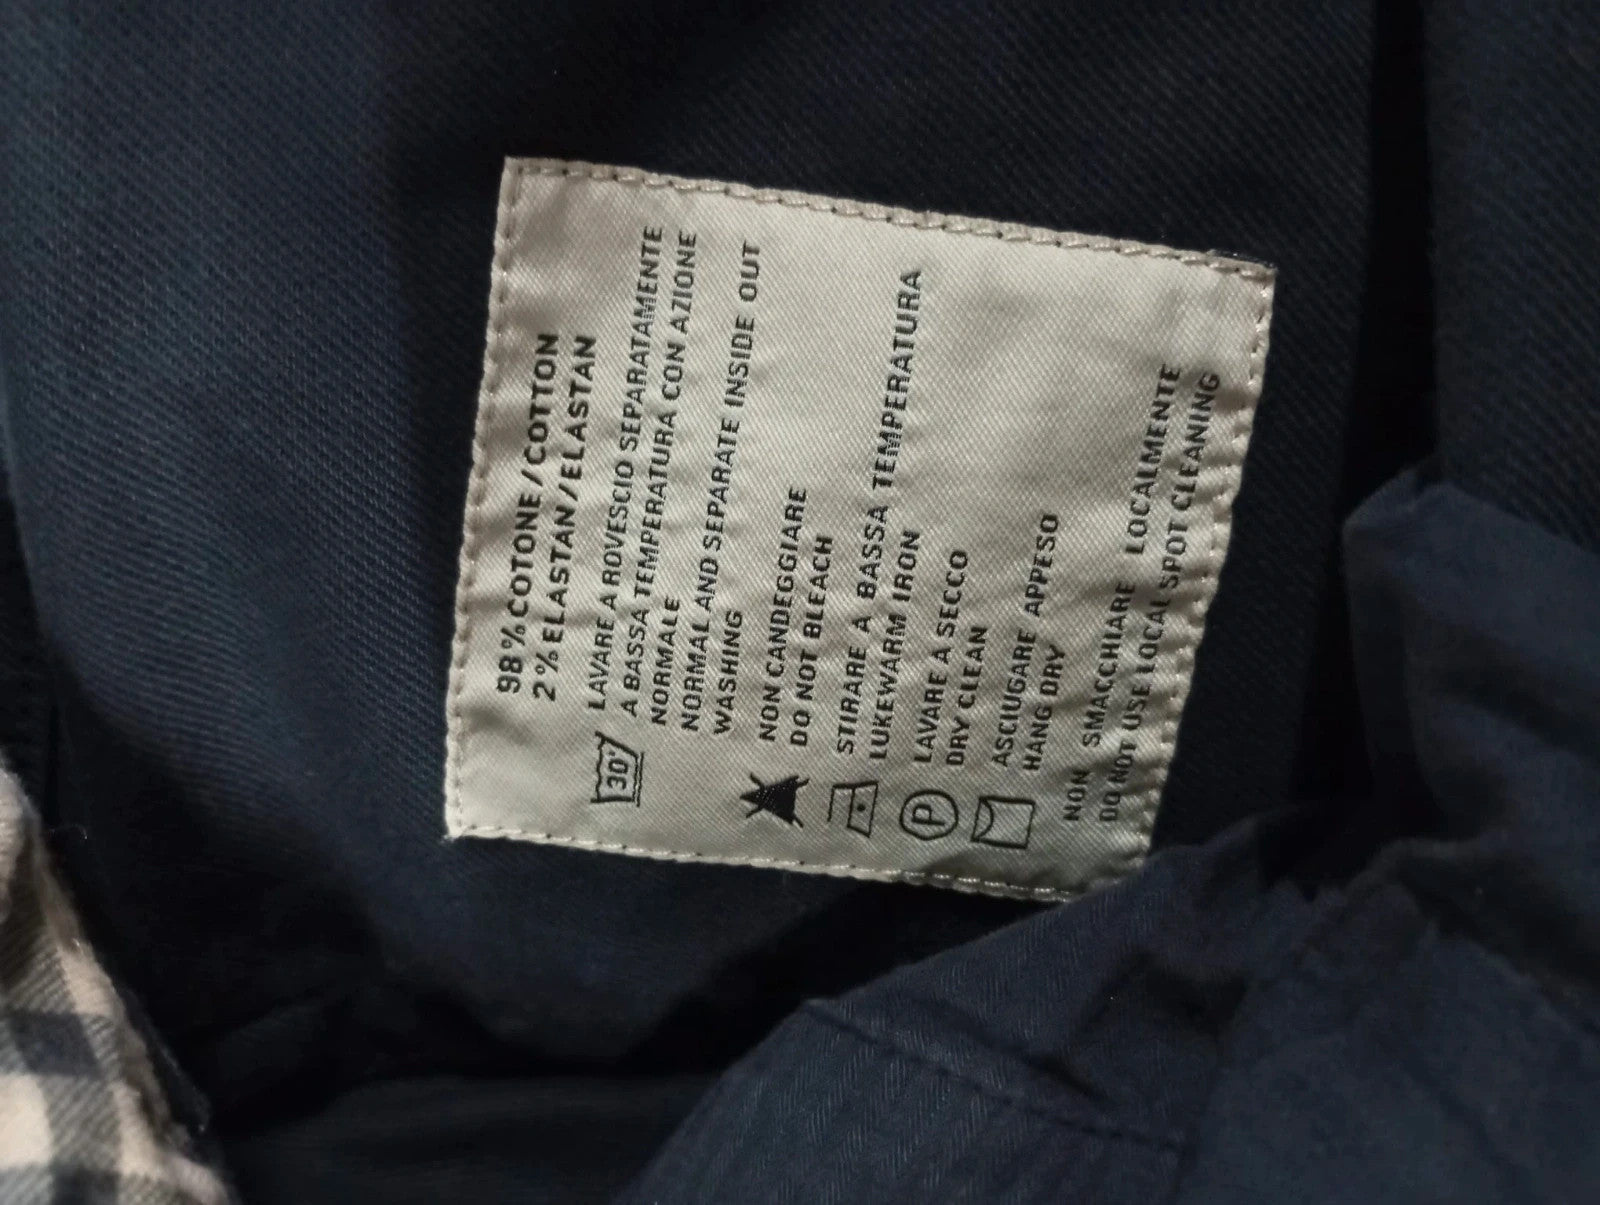 98% COTONE/COTTON
2% ELASTAN/ELASTAN
LAVARE A ROVESCIO SEPARATAMENTE
A BASSA TEMPERATURA CON AZIONE
NORMALE
NORMAL AND SEPARATE INSIDE OUT
WASHING
30°
NON CANDEGGIARE
DO NOT BLEACH
STIRARE A BASSA TEMPERATURA
LUKEWARM IRON
LAVARE A SECCO
DRY CLEAN
P
ASCIUGARE APPESO
HANG DRY
NON SMACCHIARE LOCALMENTE
DO NOT USE LOCAL SPOT CLEANING